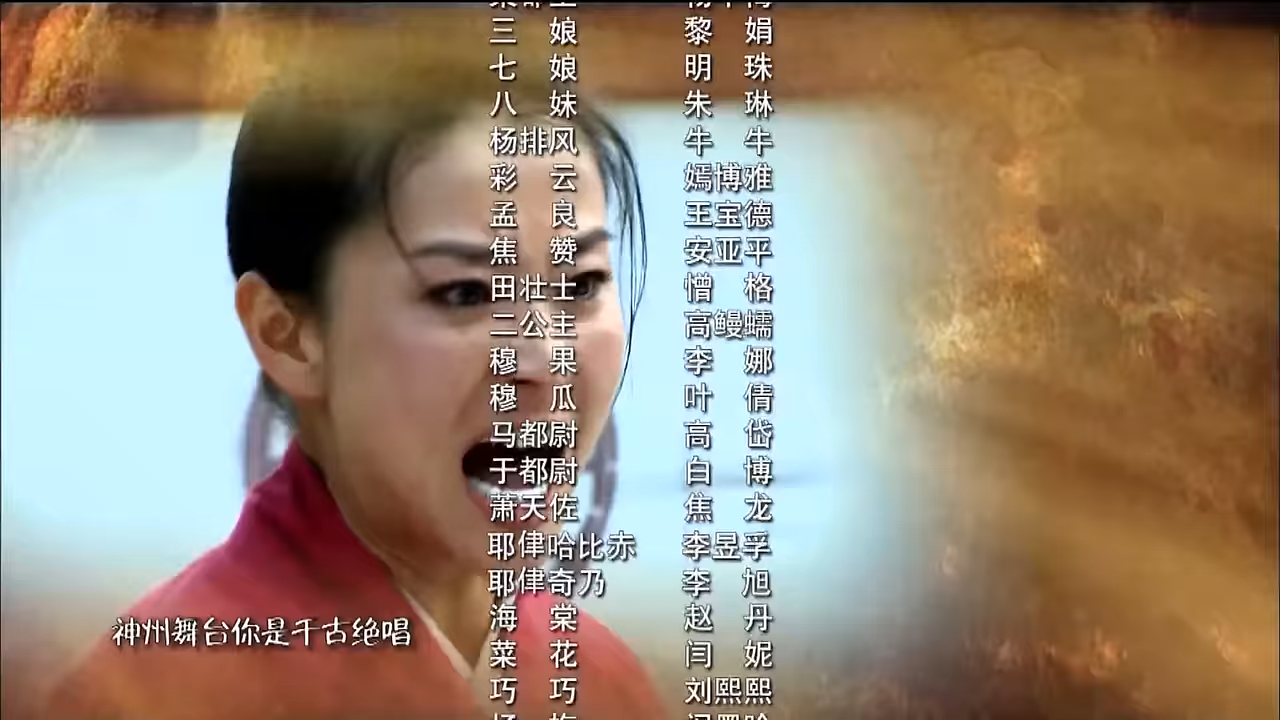 三娘 黎娟
七娘 明珠
八妹 朱琳
杨排风 牛牛
彩云 嫣博雅
孟良 王宝德
焦赞 安亚平
田壮士 憎格
二公主 高鳗蠕
穆果 李娜
穆瓜 叶倩
马都尉 高岱
于都尉 白博
萧天佐 焦龙
耶侓哈比赤 李昱孚
耶侓奇乃 李旭
海棠 赵丹
神州舞台你是千古绝唱
菜花 闫妮
巧巧 刘熙熙